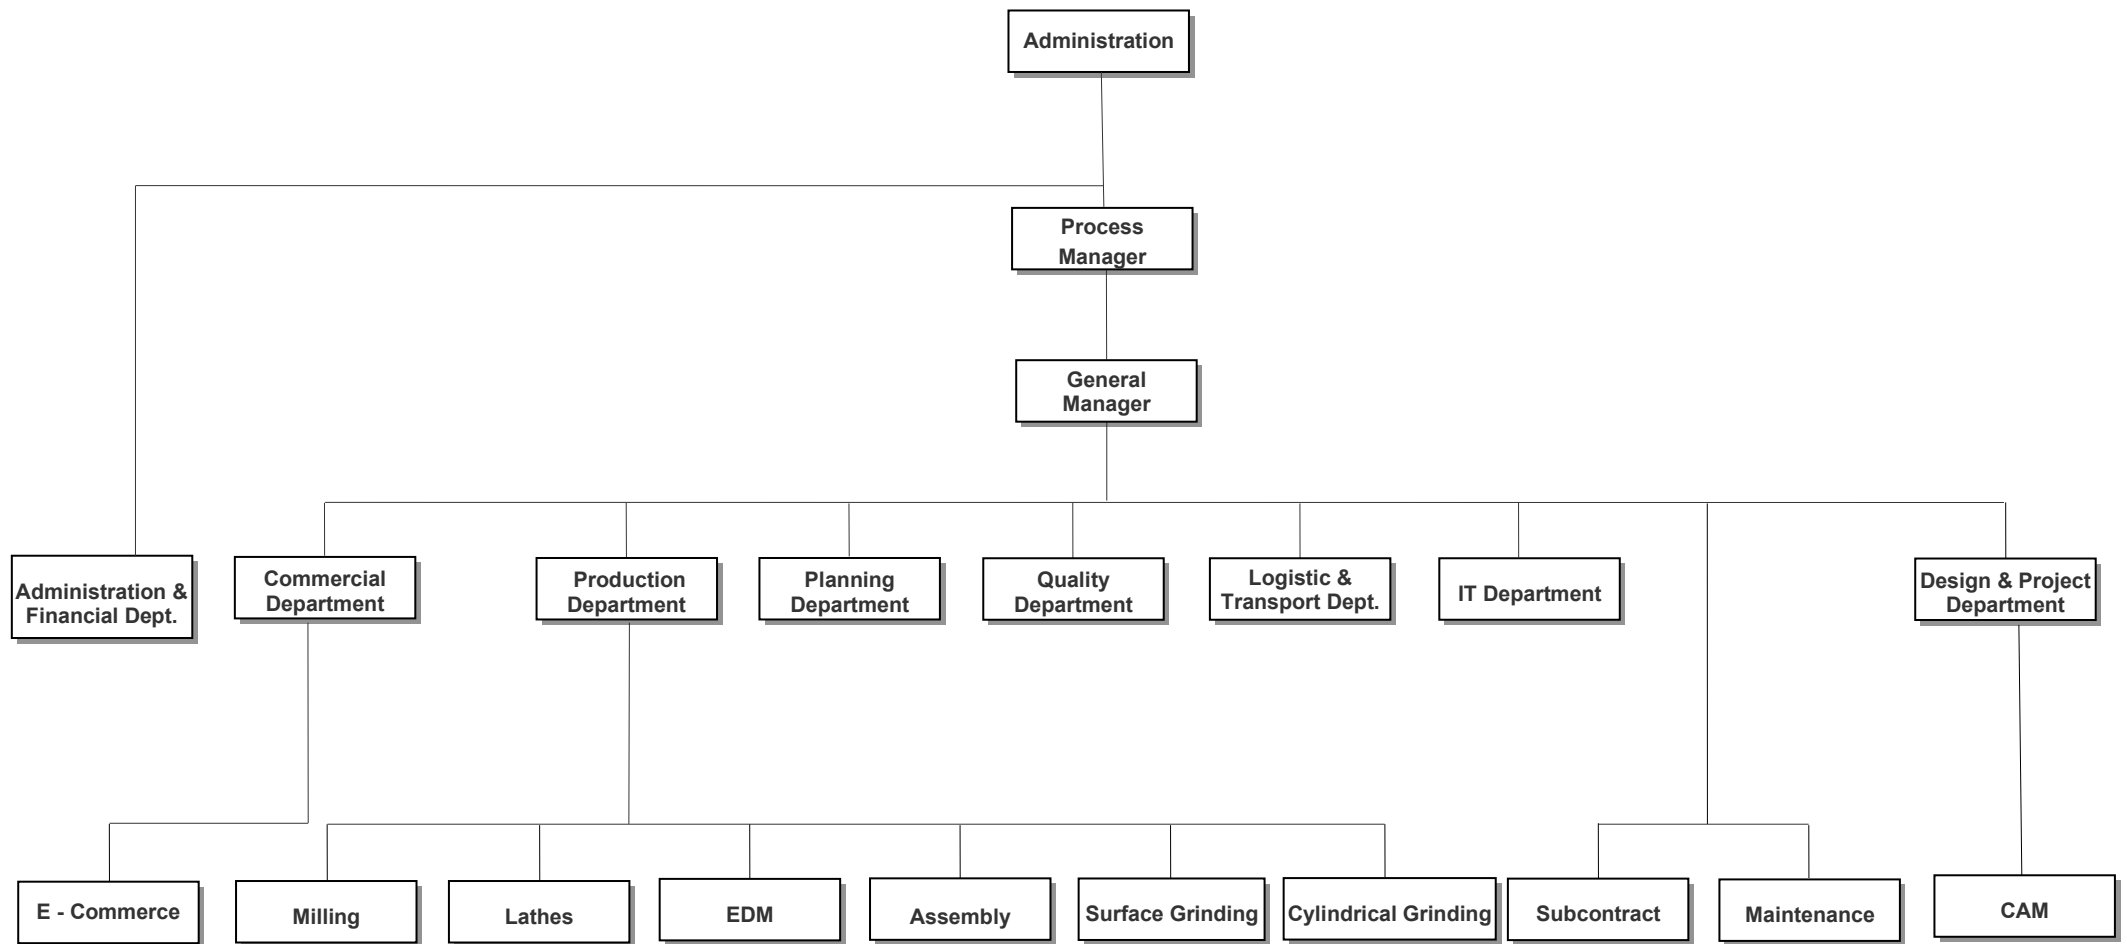 Administration
Process
Manager
General
Manager
Administration &
Financial Dept.
Commercial
Department
Production
Department
Planning
Department
Quality
Department
Logistic &
Transport Dept.
IT Department
Design & Project
Department
E - Commerce
Milling
Lathes
EDM
Assembly
Surface Grinding
Cylindrical Grinding
Subcontract
Maintenance
CAM